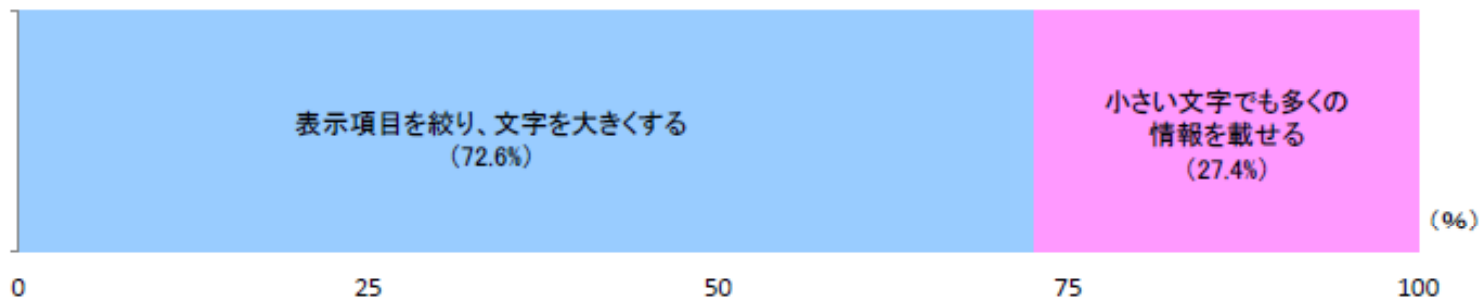 表示項目を絞り、文字を大きくする
(72.6%)
小さい文字でも多くの
情報を載せる
(27.4%)
(%)
0 25 50 75 100